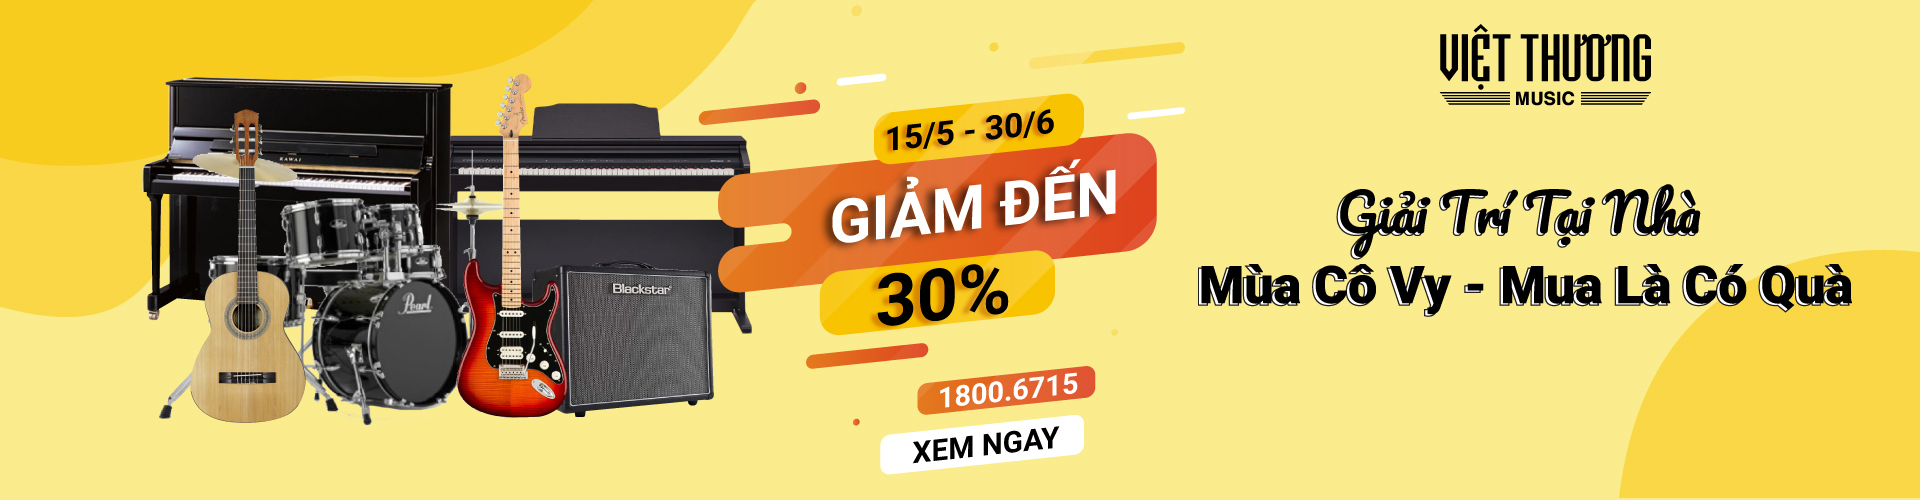 VIỆT THƯƠNG
MUSIC
KAWAI
Pearl
Blackstar
15/5 - 30/6
GIẢM ĐẾN
30%
1800.6715
XEM NGAY
Giải Trí Tại Nhà
Mùa Cô Vy - Mua Là Có Quà